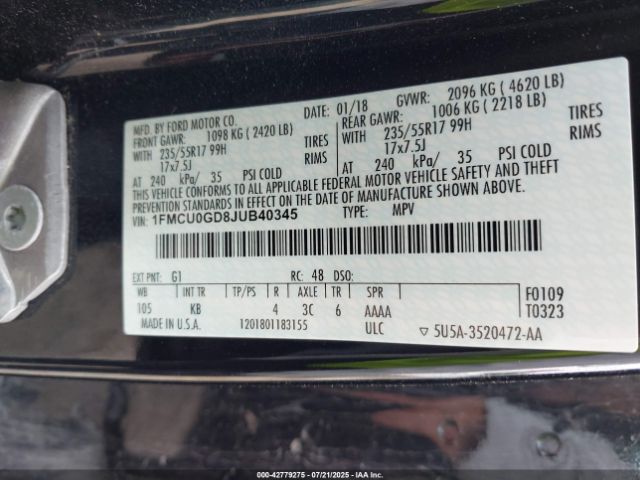 MFD. BY FORD MOTOR CO. DATE: 01/18 GVWR: 2096 KG ( 4620 LB)
FRONT GAWR: 1098 KG ( 2420 LB) REAR GAWR: 1006 KG ( 2218 LB)
WITH 235/55R17 99H TIRES WITH 235/55R17 99H TIRES
17x7.5J RIMS 17x7.5J RIMS
AT 240 kPa/ 35 PSI COLD AT 240 kPa/ 35 PSI COLD
THIS VEHICLE CONFORMS TO ALL APPLICABLE FEDERAL MOTOR VEHICLE SAFETY AND THEFT
PREVENTION STANDARDS IN EFFECT ON THE DATE OF MANUFACTURE SHOWN ABOVE.
VIN: 1FMCU0GD8JUB40345 TYPE: MPV
EXT PNT: G1 RC: 48 DSO:
WB INT TR TP/PS R AXLE TR SPR F0109
105 KB 4 3C 6 AAAA T0323
MADE IN U.S.A. 1201801183155 ULC ▽ 5U5A-3520472-AA
000-42779275 - 07/21/2025 - IAA Inc.